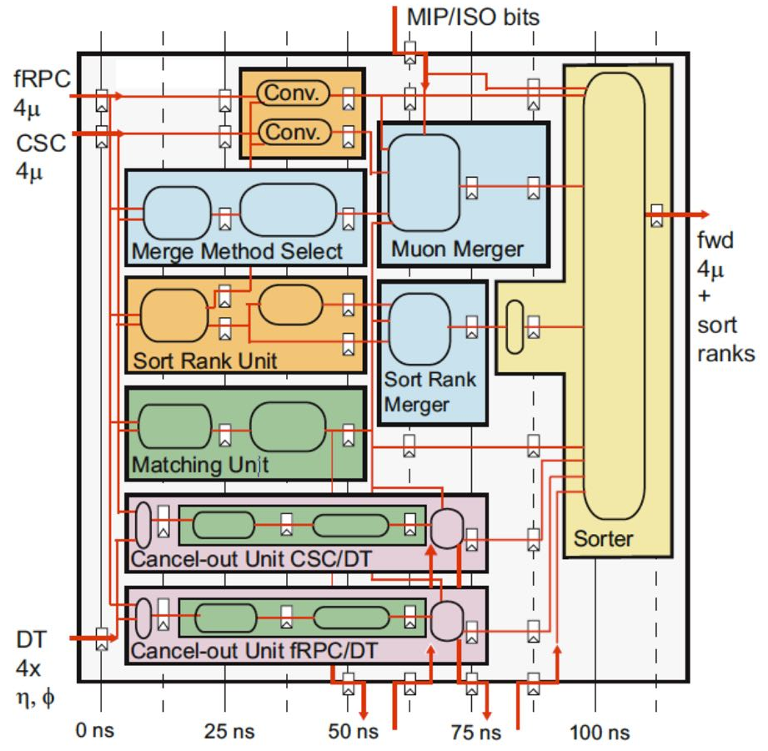 MIP/ISO bits
fRPC
4μ
CSC
4μ
Conv.
Conv.
Merge Method Select
Muon Merger
fwd
4μ
+
sort
ranks
Sort Rank Unit
Sort Rank
Merger
Matching Unit
Cancel-out Unit CSC/DT
Sorter
Cancel-out Unit fRPC/DT
DT
4x
η, ϕ
0 ns
25 ns
50 ns
75 ns
100 ns